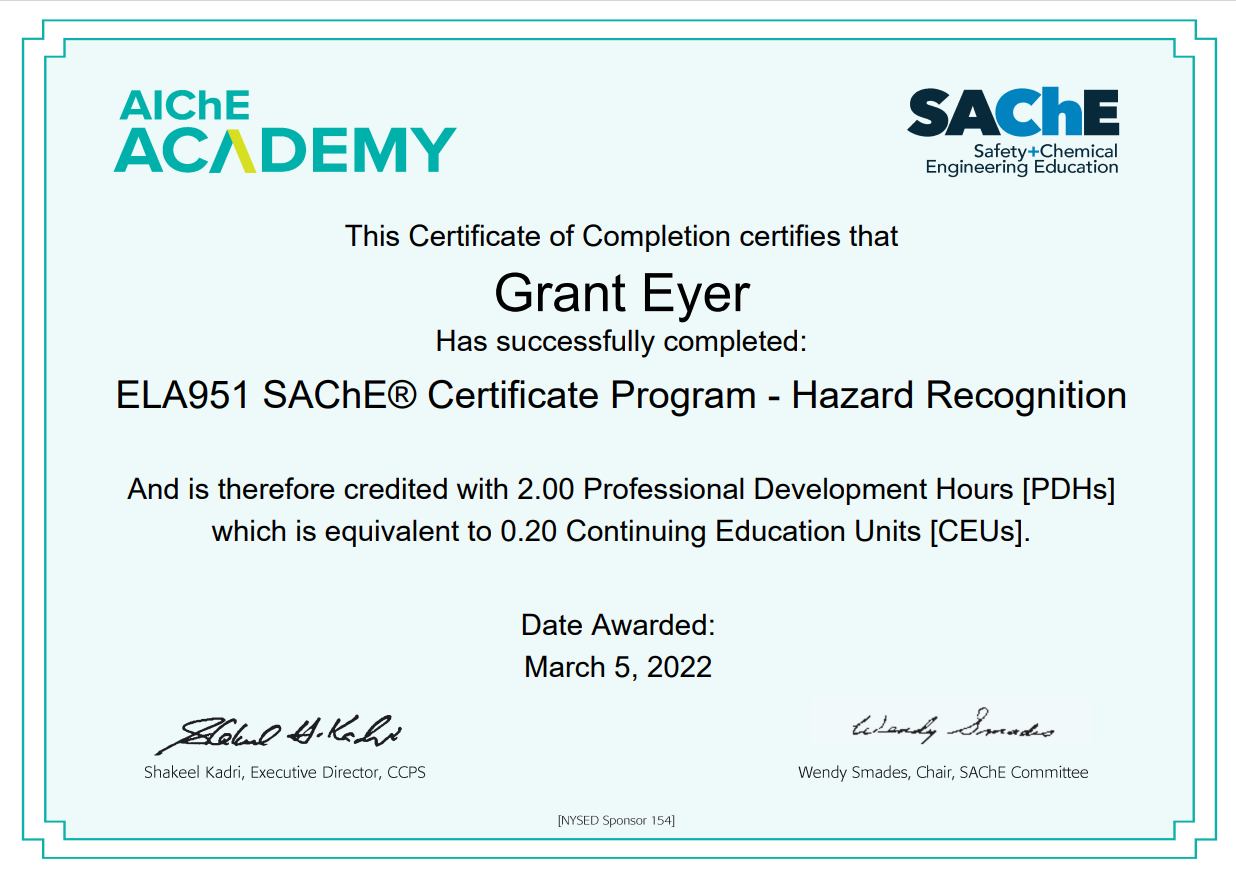 AIChE
ACADEMY
SAChE
Safety+Chemical
Engineering Education
This Certificate of Completion certifies that
Grant Eyer
Has successfully completed:
ELA951 SAChE® Certificate Program - Hazard Recognition
And is therefore credited with 2.00 Professional Development Hours [PDHs]
which is equivalent to 0.20 Continuing Education Units [CEUs].
Date Awarded:
March 5, 2022
Shakeel H. Kadri
Wendy Smades
Shakeel Kadri, Executive Director, CCPS
Wendy Smades, Chair, SAChE Committee
[NYSED Sponsor 154]